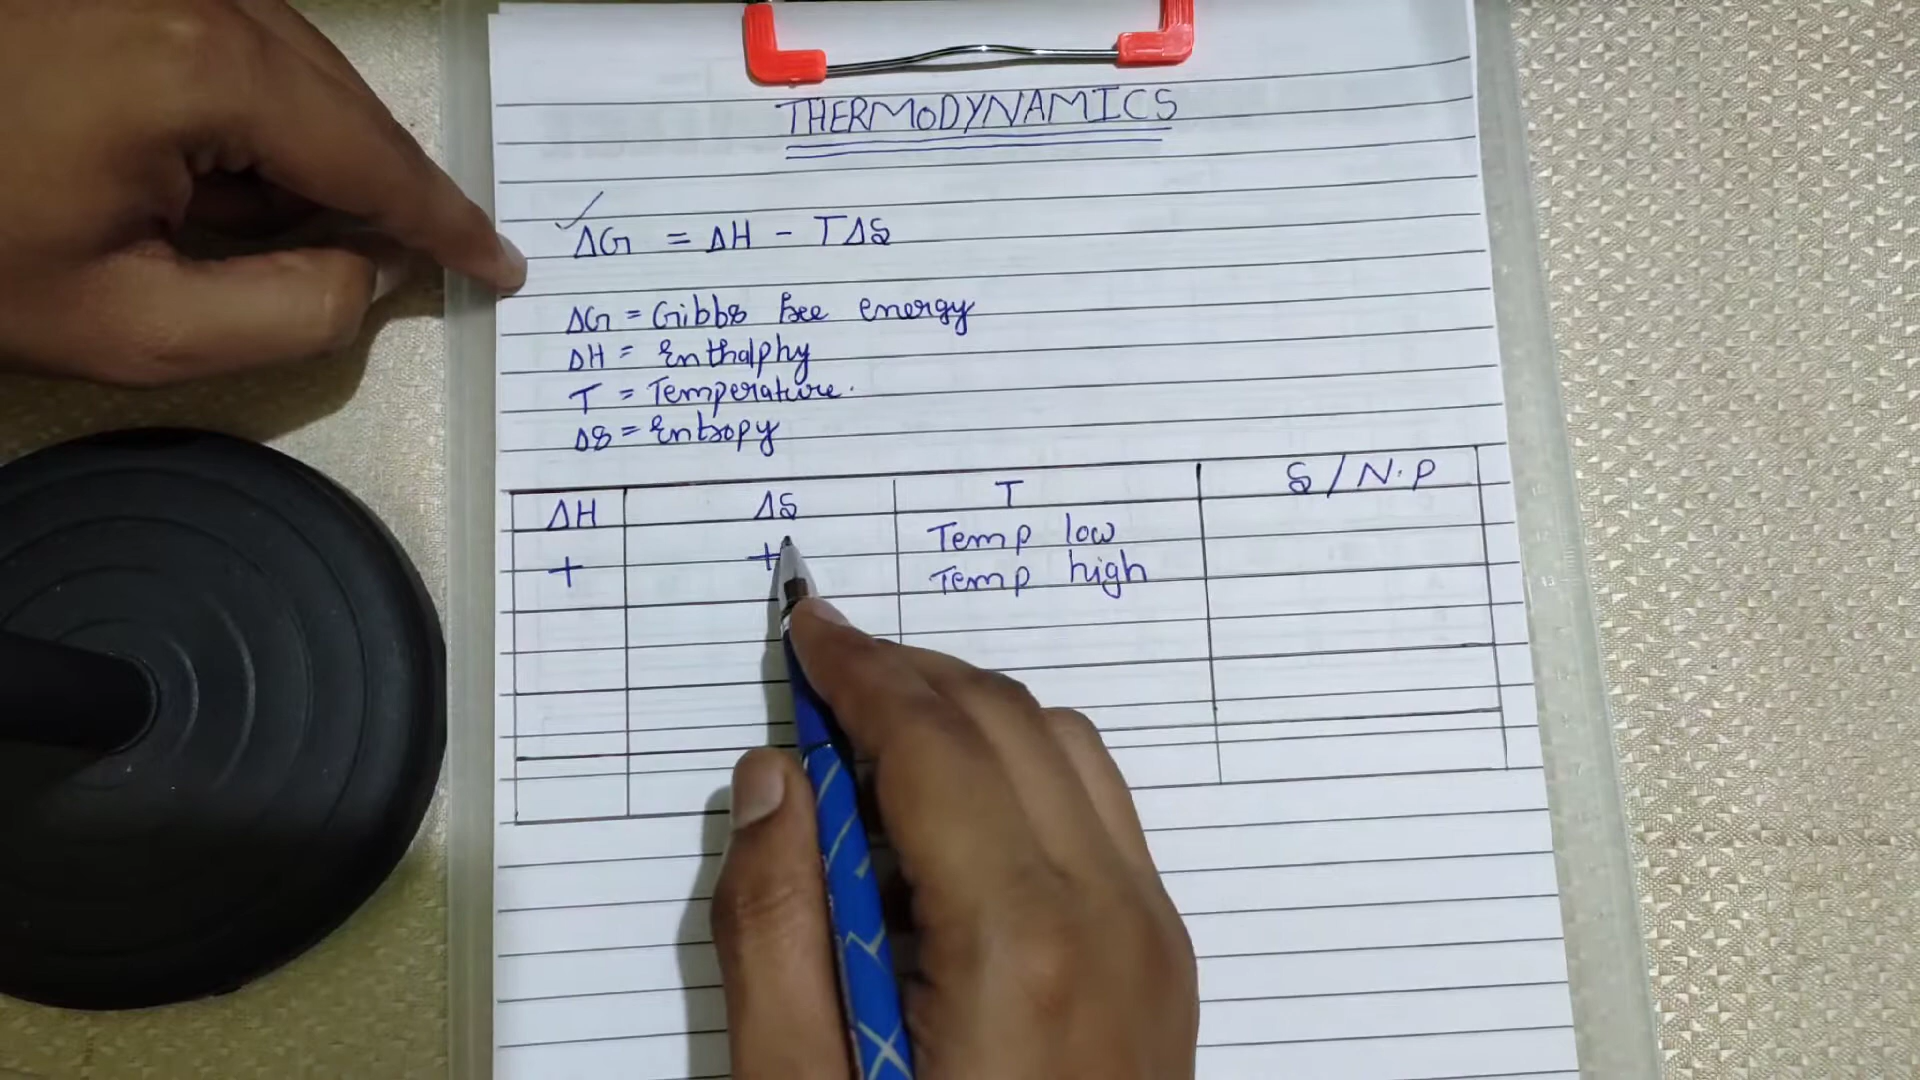 THERMODYNAMICS
ΔG = ΔH - TΔS
ΔG = Gibbs free energy
ΔH = Enthalphy
T = Temperature.
ΔS = Entropy
ΔH ΔS T S / N.P
+ + Temp low
Temp high